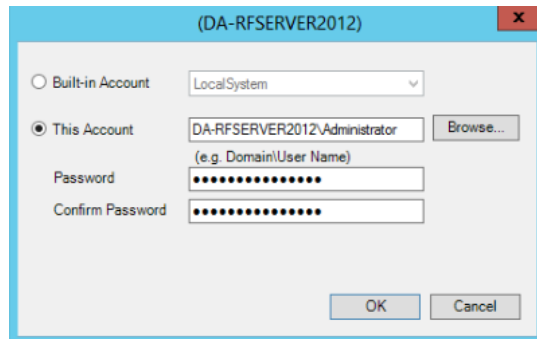 (DA-RFSERVER2012)
x
Built-in Account LocalSystem
This Account DA-RFSERVER2012\Administrator Browse...
(e.g. Domain\User Name)
Password •••••••••••••••
Confirm Password •••••••••••••••
OK Cancel